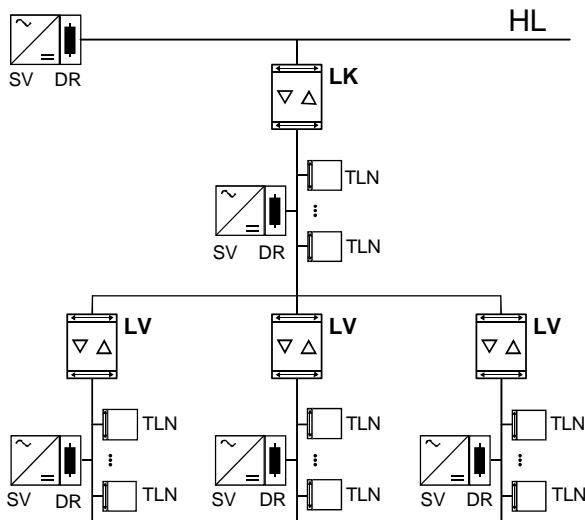 HL
SV DR
LK
TLN
SV DR
TLN
LV LV LV
TLN TLN TLN
SV DR TLN SV DR TLN SV DR TLN